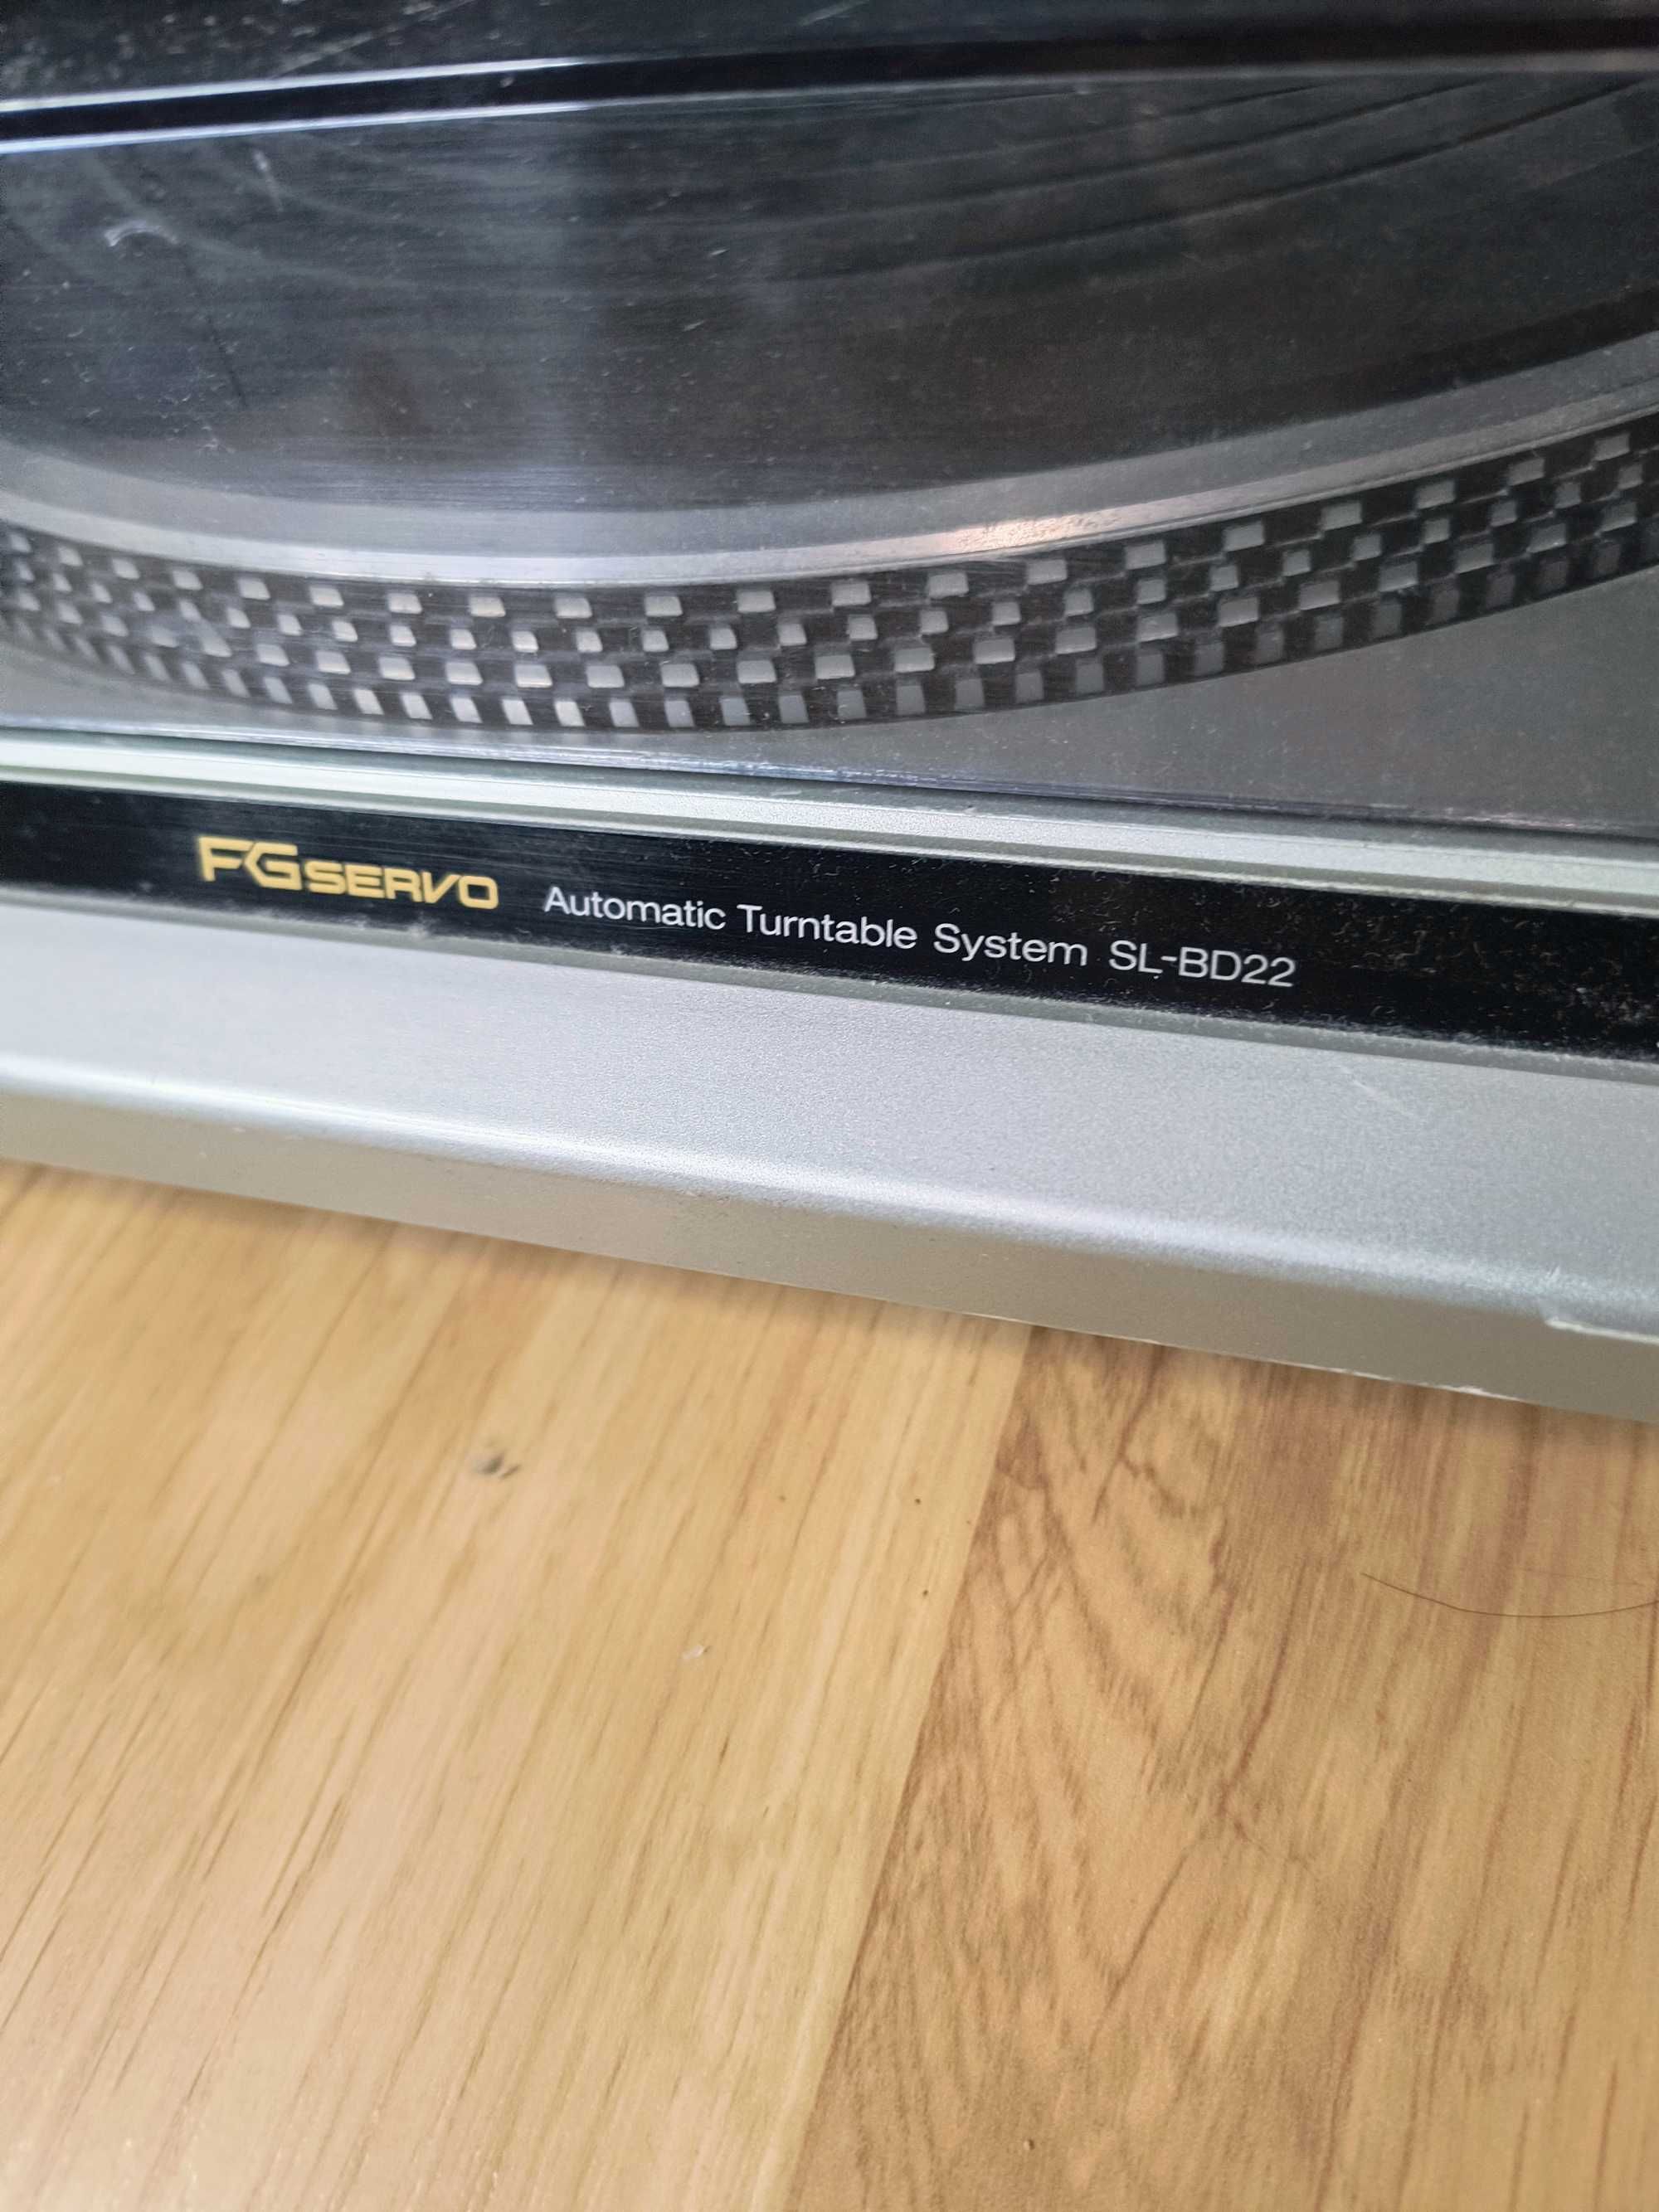 FG SERVO Automatic Turntable System SL-BD22